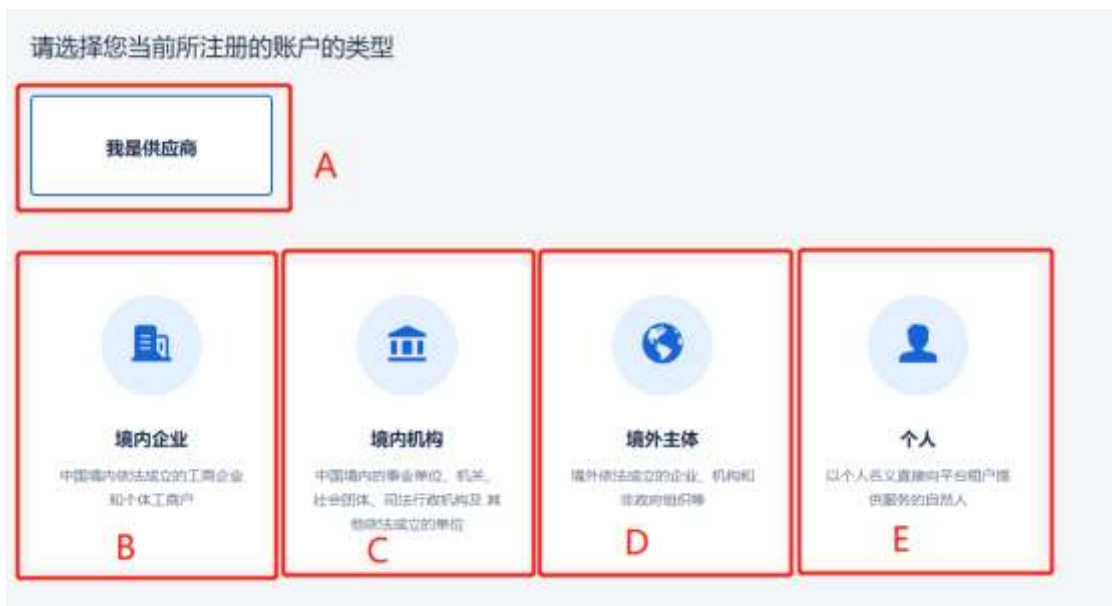 请选择您当前所注册的账户的类型
我是供应商
A
境内企业
中国境内依法成立的工商企业
和个体工商户
B
境内机构
中国境内的事业单位、机关、
社会团体、司法行政机构及 其
他依法成立的单位
C
境外主体
境外依法成立的企业、机构和
非政府组织等
D
个人
以个人名义直接向平台租户提
供服务的自然人
E